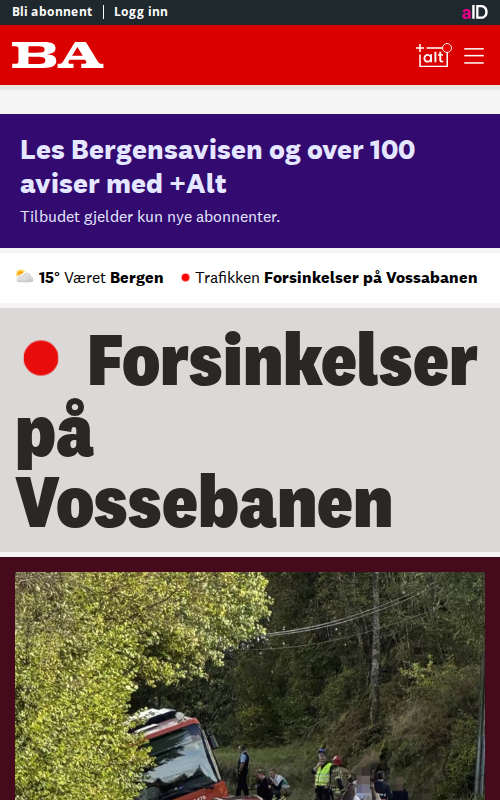 Bli abonnent | Logg inn
aID
BA
+alt
Les Bergensavisen og over 100
aviser med +Alt
Tilbudet gjelder kun nye abonnenter.
15° Været Bergen
Trafikken Forsinkelser på Vossabanen
Forsinkelser
på
Vossebanen